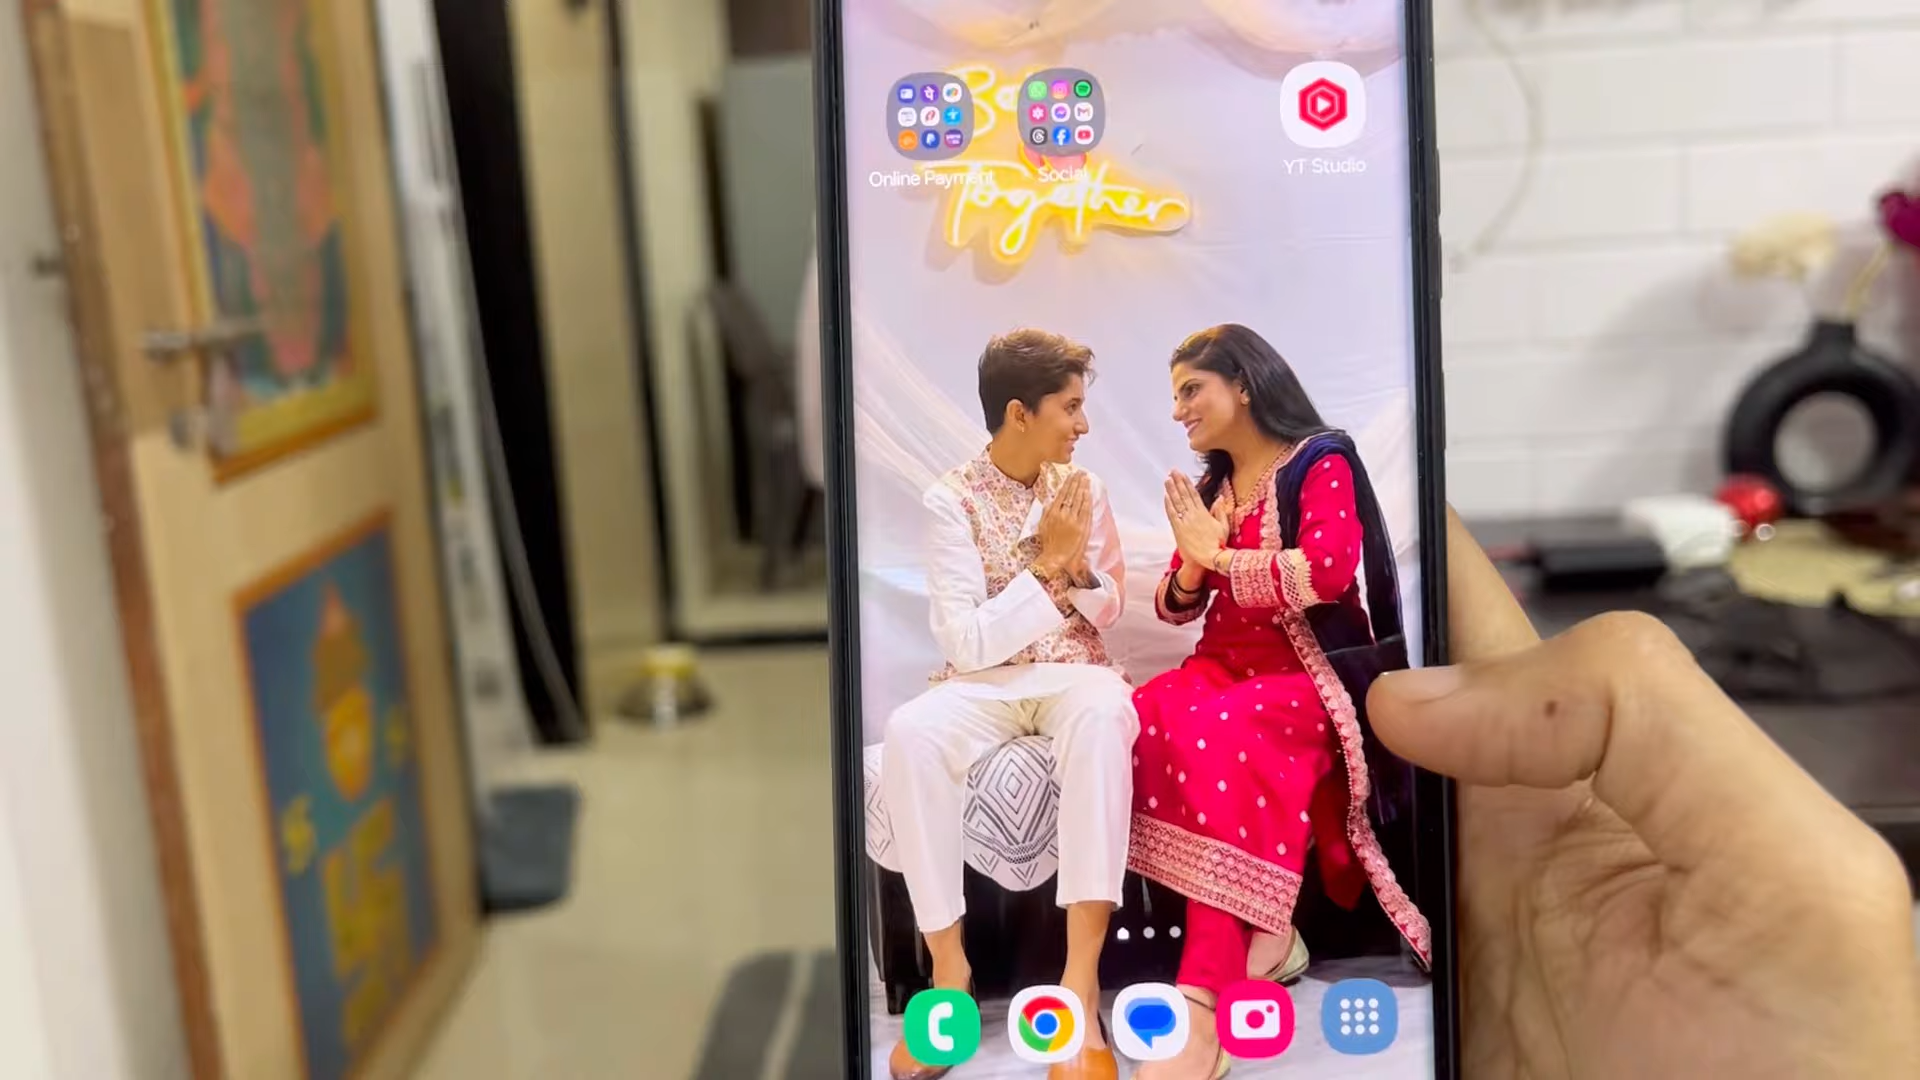 Together
Online Payment
Social
YT Studio